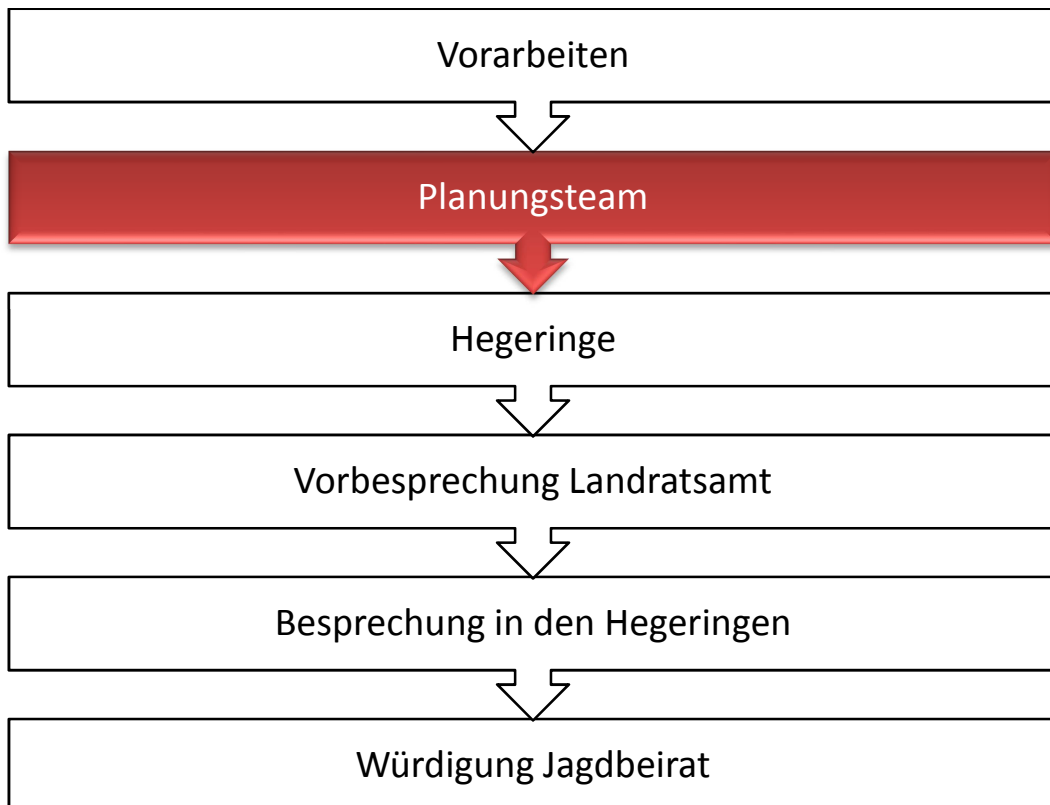 Vorarbeiten
Planungsteam
Hegeringe
Vorbesprechung Landratsamt
Besprechung in den Hegeringen
Würdigung Jagdbeirat